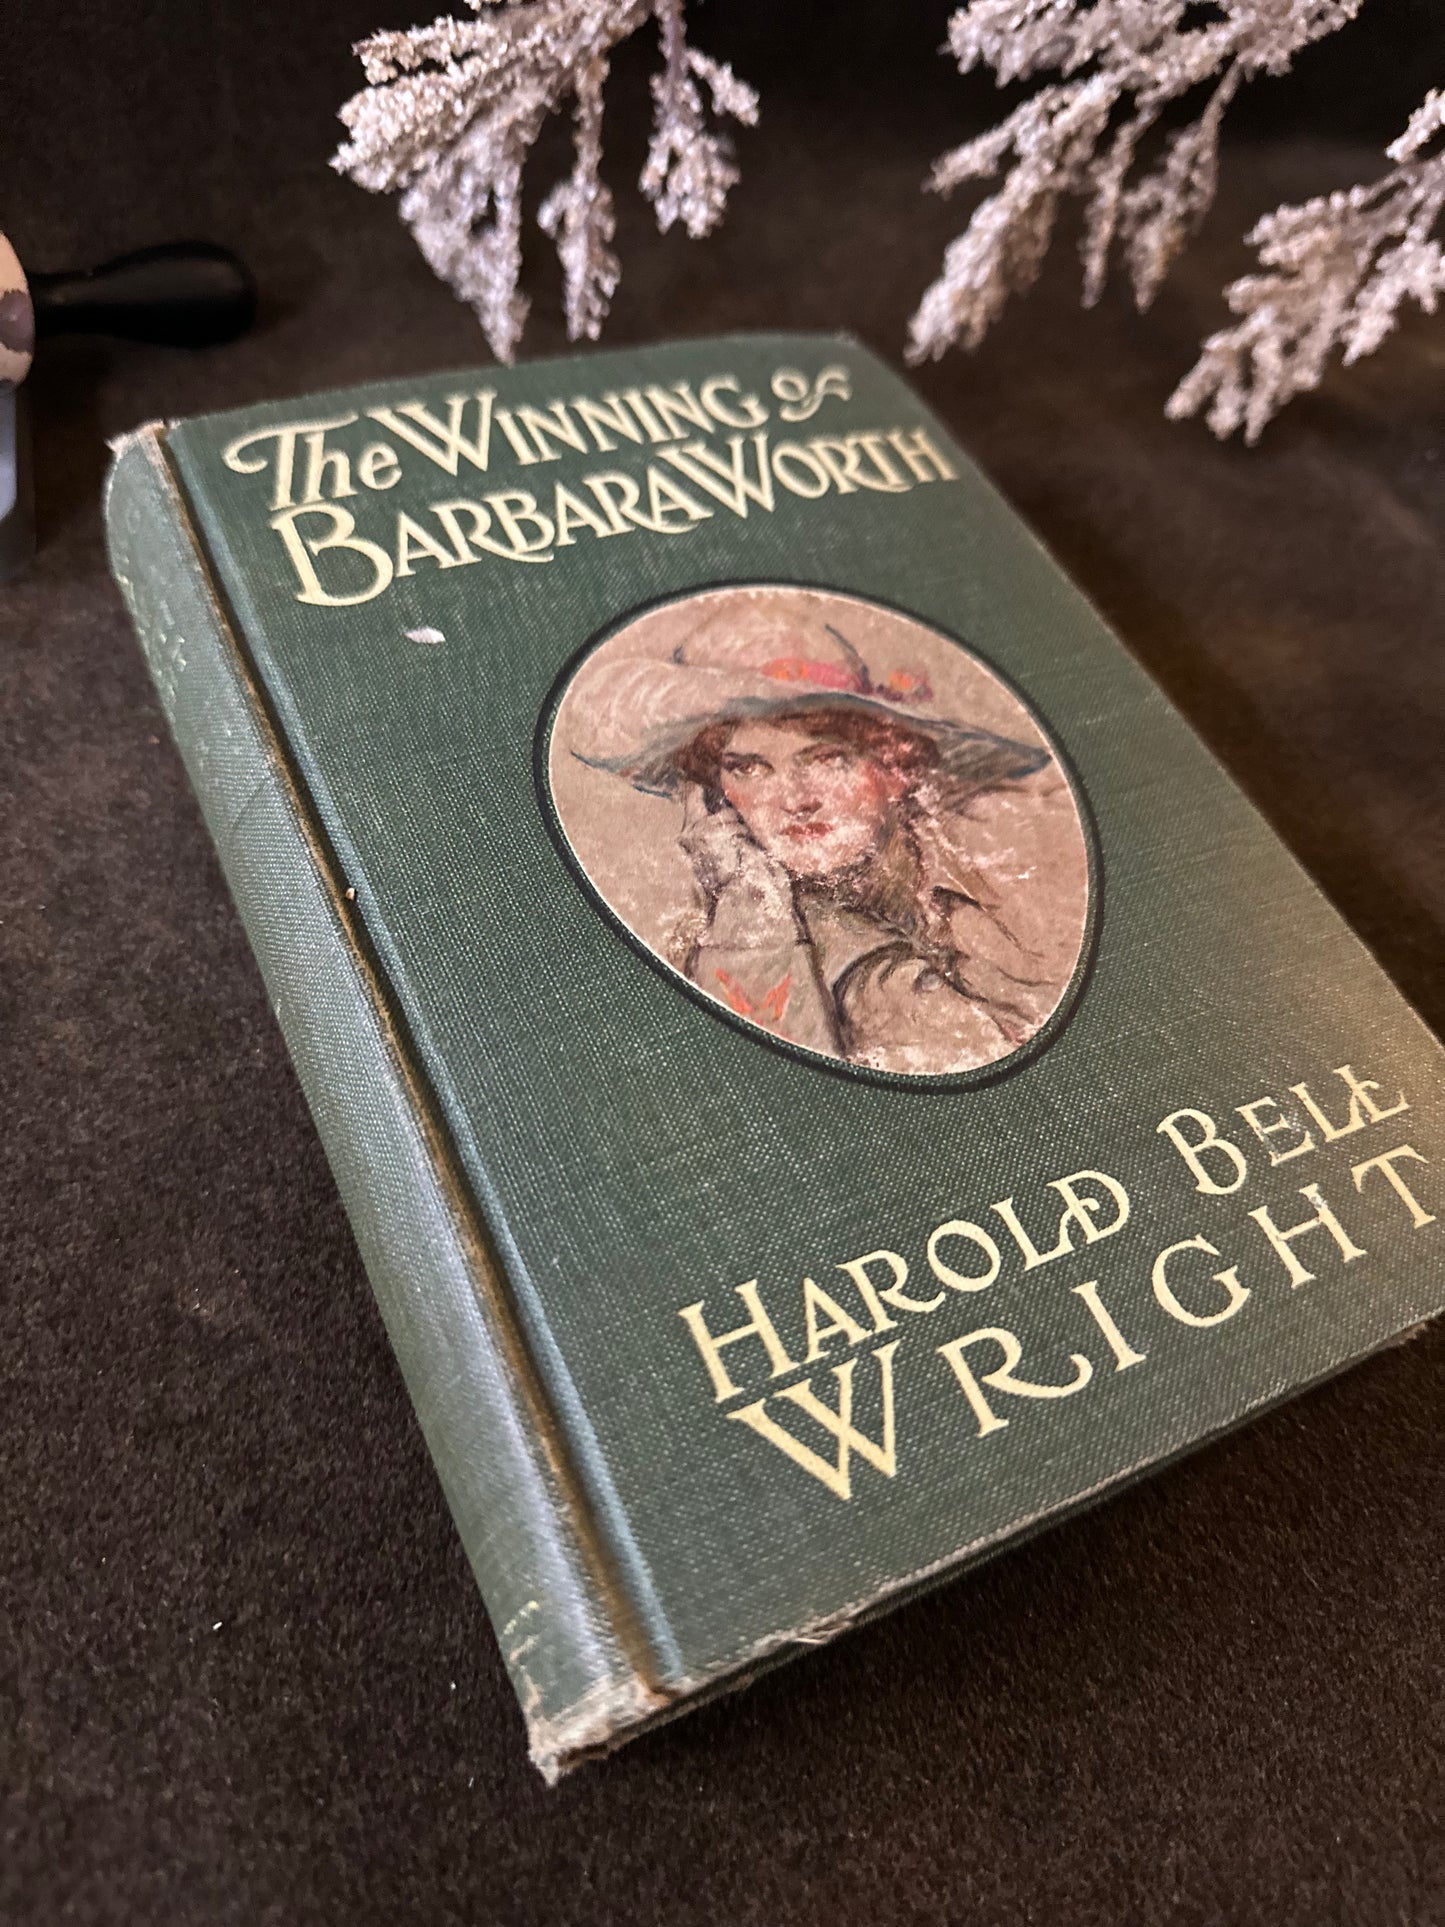 The Winning of
Barbara Worth
Harold Bell
Wright